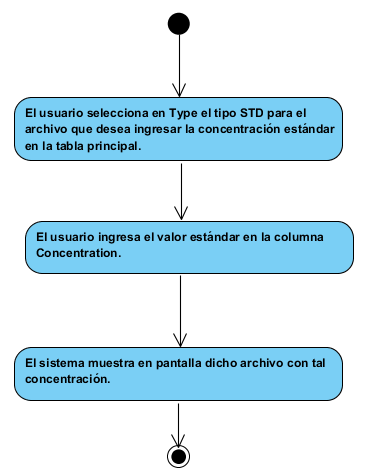 El usuario selecciona en Type el tipo STD para el
archivo que desea ingresar la concentración estándar
en la tabla principal.
El usuario ingresa el valor estándar en la columna
Concentration.
El sistema muestra en pantalla dicho archivo con tal
concentración.